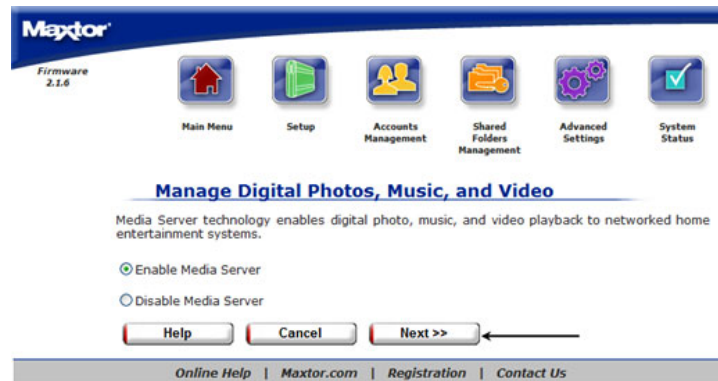 Maxtor
Firmware
2.1.6
Main Menu
Setup
Accounts
Management
Shared
Folders
Management
Advanced
Settings
System
Status
Manage Digital Photos, Music, and Video
Media Server technology enables digital photo, music, and video playback to networked home
entertainment systems.
Enable Media Server
Disable Media Server
Help Cancel Next >>
Online Help | Maxtor.com | Registration | Contact Us